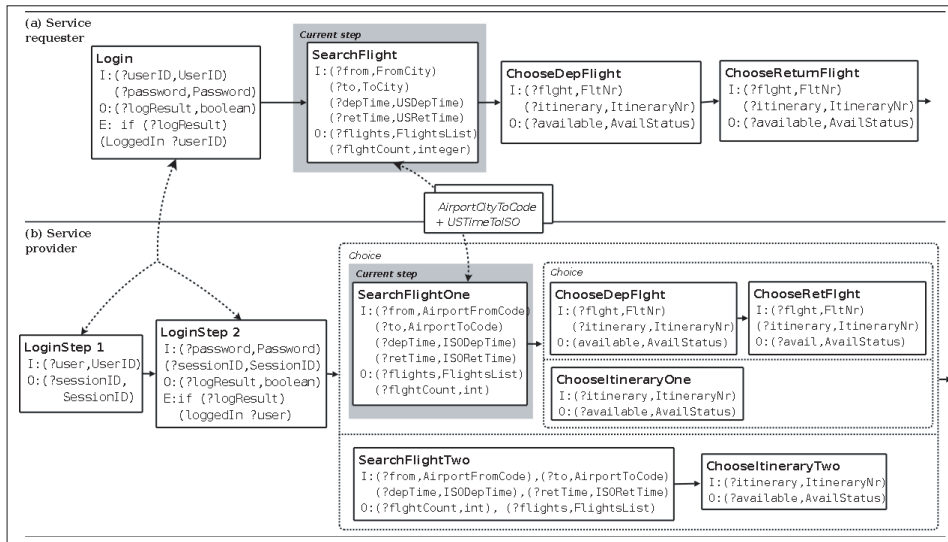 (a) Service
requester
Login
I:(?userID,UserID)
(?password,Password)
O:(?logResult,boolean)
E: if (?logResult)
(LoggedIn ?userID)
Current step
SearchFlight
I:(?from,FromCity)
(?to,ToCity)
(?depTime,USDepTime)
(?retTime,USRetTime)
O:(?flights,FlightsList)
(?flghtCount,integer)
ChooseDepFlight
I:(?flght,FltNr)
(?itinerary,ItineraryNr)
O:(?available,AvailStatus)
ChooseReturnFlight
I:(?flght,FltNr)
(?itinerary,ItineraryNr)
O:(?available,AvailStatus)
AirportCityToCode
+ USTimeToISO
(b) Service
provider
LoginStep 1
I:(?user,UserID)
O:(?sessionID,
SessionID)
LoginStep 2
I:(?password,Password)
(?sessionID,SessionID)
O:(?logResult,boolean)
E:if (?logResult)
(loggedIn ?user)
Choice
Current step
SearchFlightOne
I:(?from,AirportFromCode)
(?to,AirportToCode)
(?depTime,ISODepTime)
(?retTime,ISORetTime)
O:(?flights,FlightsList)
(?flghtCount,int)
Choice
ChooseDepFlght
I:(?flght,FltNr)
(?itinerary,ItineraryNr)
O:(available,AvailStatus)
ChooseRetFlght
I:(?flght,FltNr)
(?itinerary,ItineraryNr)
O:(?avail,AvailStatus)
ChooseItineraryOne
I:(?itinerary,ItineraryNr)
O:(?available,AvailStatus)
SearchFlightTwo
I:(?from,AirportFromCode),(?to,AirportToCode)
(?depTime,ISODepTime),(?retTime,ISORetTime)
O:(?flghtCount,int), (?flights,FlightsList)
ChooseItineraryTwo
I:(?itinerary,ItineraryNr)
O:(?available,AvailStatus)